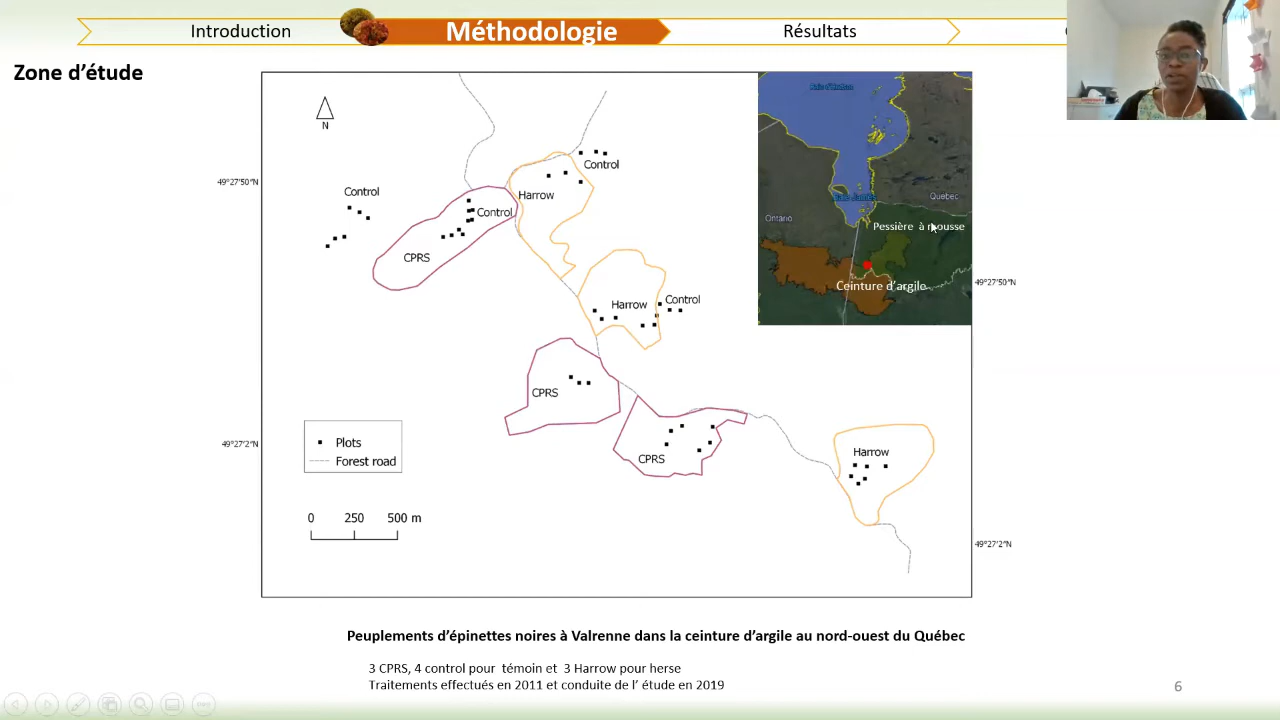 Introduction
Méthodologie
Résultats
Zone d'étude
N
Control
Harrow
Control
Control
CPRS
Harrow
Control
CPRS
CPRS
Harrow
Plots
Forest road
0 250 500 m
49°27'50"N
49°27'2"N
49°27'50"N
49°27'2"N
Québec
Ontario
Pessière à mousse
Ceinture d'argile
Peuplements d'épinettes noires à Valrenne dans la ceinture d'argile au nord-ouest du Québec
3 CPRS, 4 control pour témoin et 3 Harrow pour herse
Traitements effectués en 2011 et conduite de l' étude en 2019
6